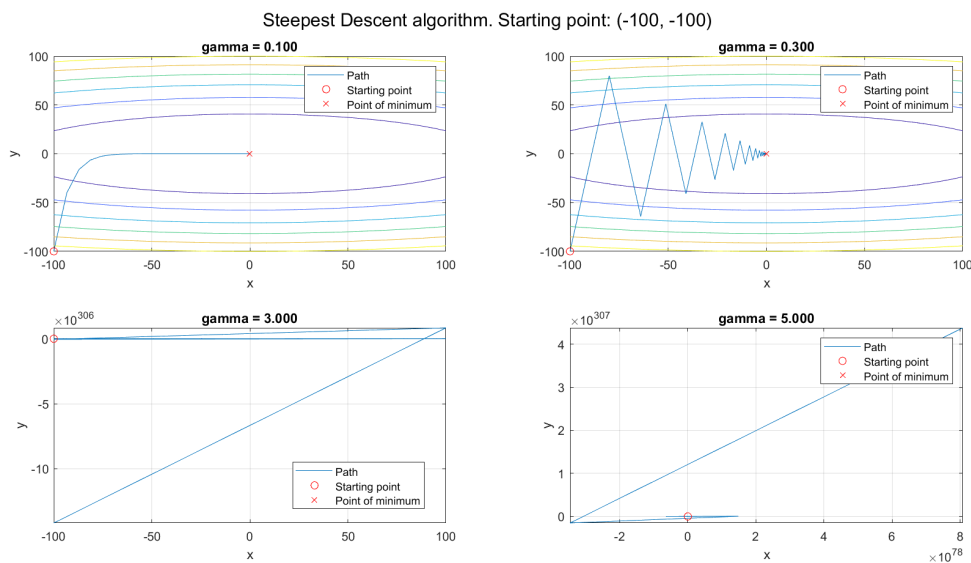 Steepest Descent algorithm. Starting point: (-100, -100)
gamma = 0.100
100
50
0
-50
-100
y
-100
-50
0
50
100
x
Path
Starting point
Point of minimum
gamma = 0.300
100
50
0
-50
-100
y
-100
-50
0
50
100
x
Path
Starting point
Point of minimum
×10^306
gamma = 3.000
0
-5
-10
y
-100
-50
0
50
100
x
Path
Starting point
Point of minimum
×10^307
gamma = 5.000
4
3
2
1
0
y
-2
0
2
4
6
8
x
×10^78
Path
Starting point
Point of minimum